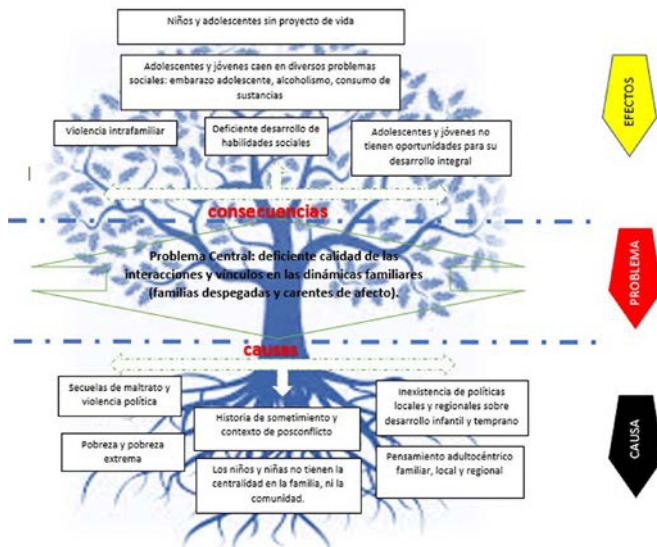 Niños y adolescentes sin proyecto de vida
Adolescentes y jóvenes caen en diversos problemas
sociales: embarazo adolescente, alcoholismo, consumo de
sustancias
Violencia intrafamiliar
Deficiente desarrollo de
habilidades sociales
Adolescentes y jóvenes no
tienen oportunidades para su
desarrollo integral
EFECTOS
consecuencias
Problema Central: deficiente calidad de las
interacciones y vínculos en las dinámicas familiares
(familias despegadas y carentes de afecto).
PROBLEMA
causas
Secuelas de maltrato y
violencia política
Historia de sometimiento y
contexto de posconflicto
Inexistencia de políticas
locales y regionales sobre
desarrollo infantil y temprano
Pobreza y pobreza
extrema
Los niños y niñas no tienen la
centralidad en la familia, ni la
comunidad.
Pensamiento adultocéntrico
familiar, local y regional
CAUSA